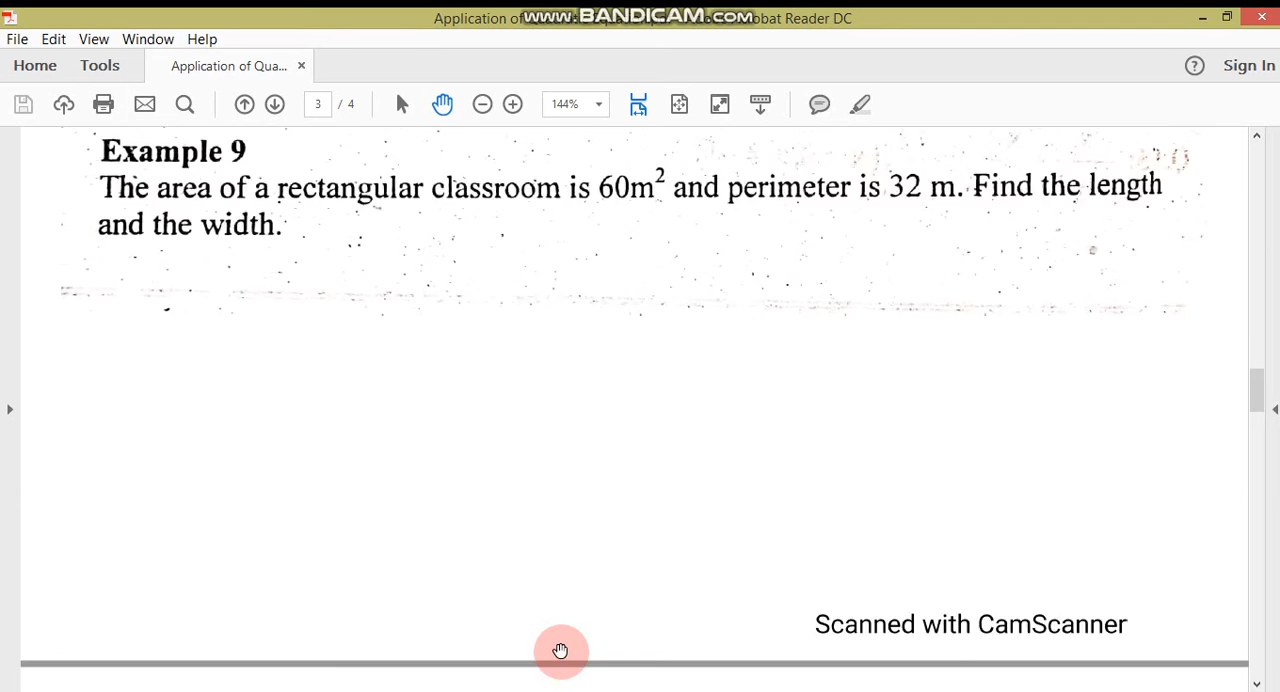 Application of
www.BANDICAM.com
obat Reader DC
File Edit View Window Help
Home Tools Application of Qua... × ? Sign In
3 / 4 144%
Example 9
The area of a rectangular classroom is 60m² and perimeter is 32 m. Find the length
and the width.
Scanned with CamScanner